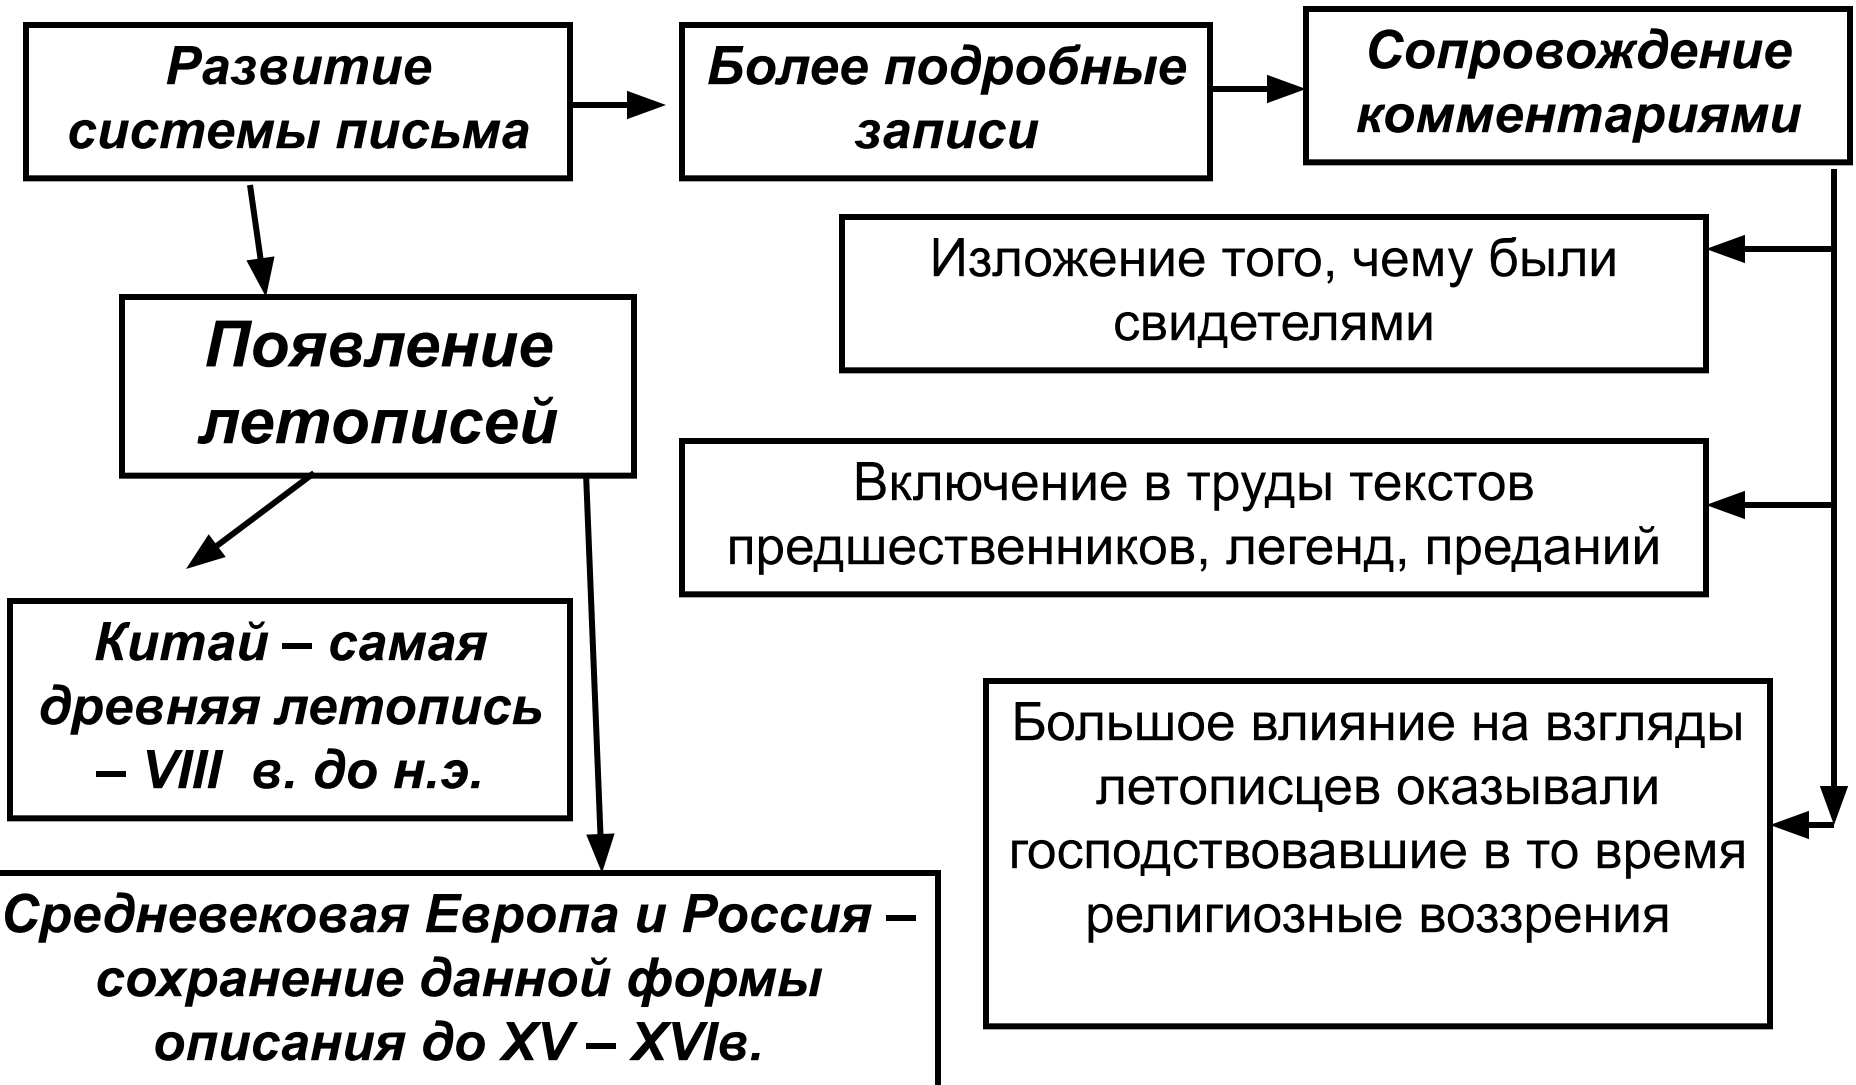 Развитие
системы письма
Более подробные
записи
Сопровождение
комментариями
Изложение того, чему были
свидетелями
Появление
летописей
Включение в труды текстов
предшественников, легенд, преданий
Китай – самая
древняя летопись
– VIII  в. до н.э.
Большое влияние на взгляды
летописцев оказывали
господствовавшие в то время
религиозные воззрения
Средневековая Европа и Россия –
сохранение данной формы
описания до XV – XVIв.